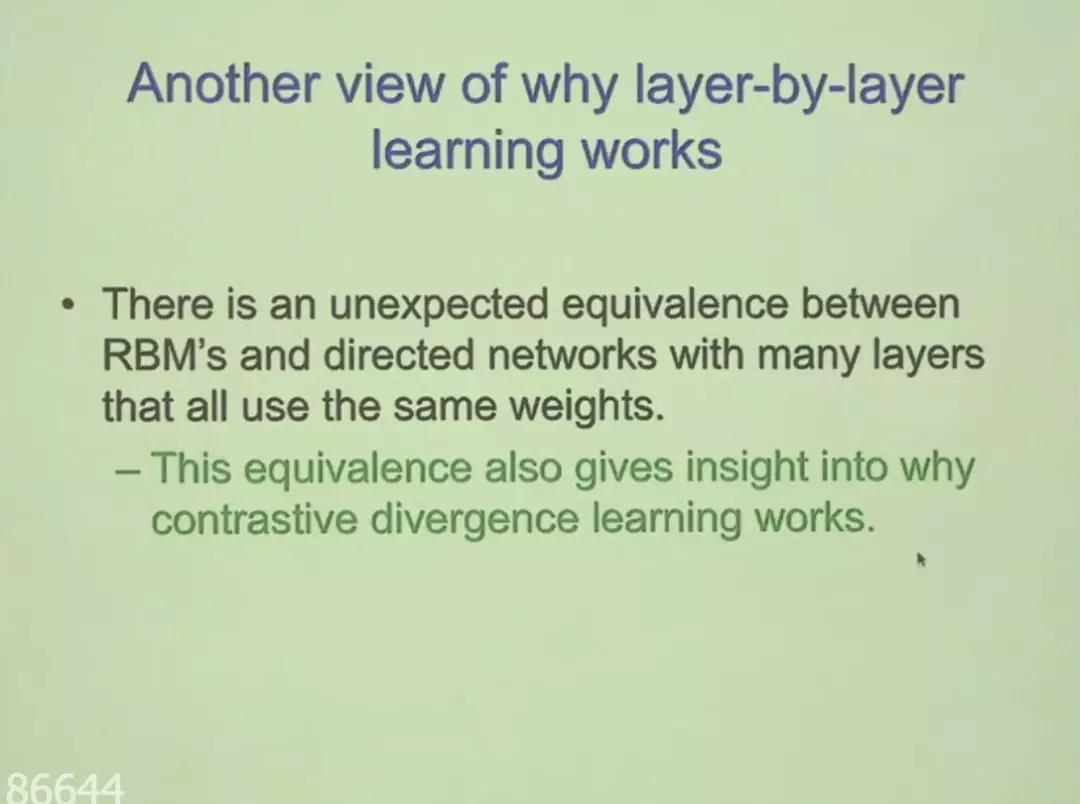 Another view of why layer-by-layer
learning works
• There is an unexpected equivalence between
RBM's and directed networks with many layers
that all use the same weights.
– This equivalence also gives insight into why
contrastive divergence learning works.
86644